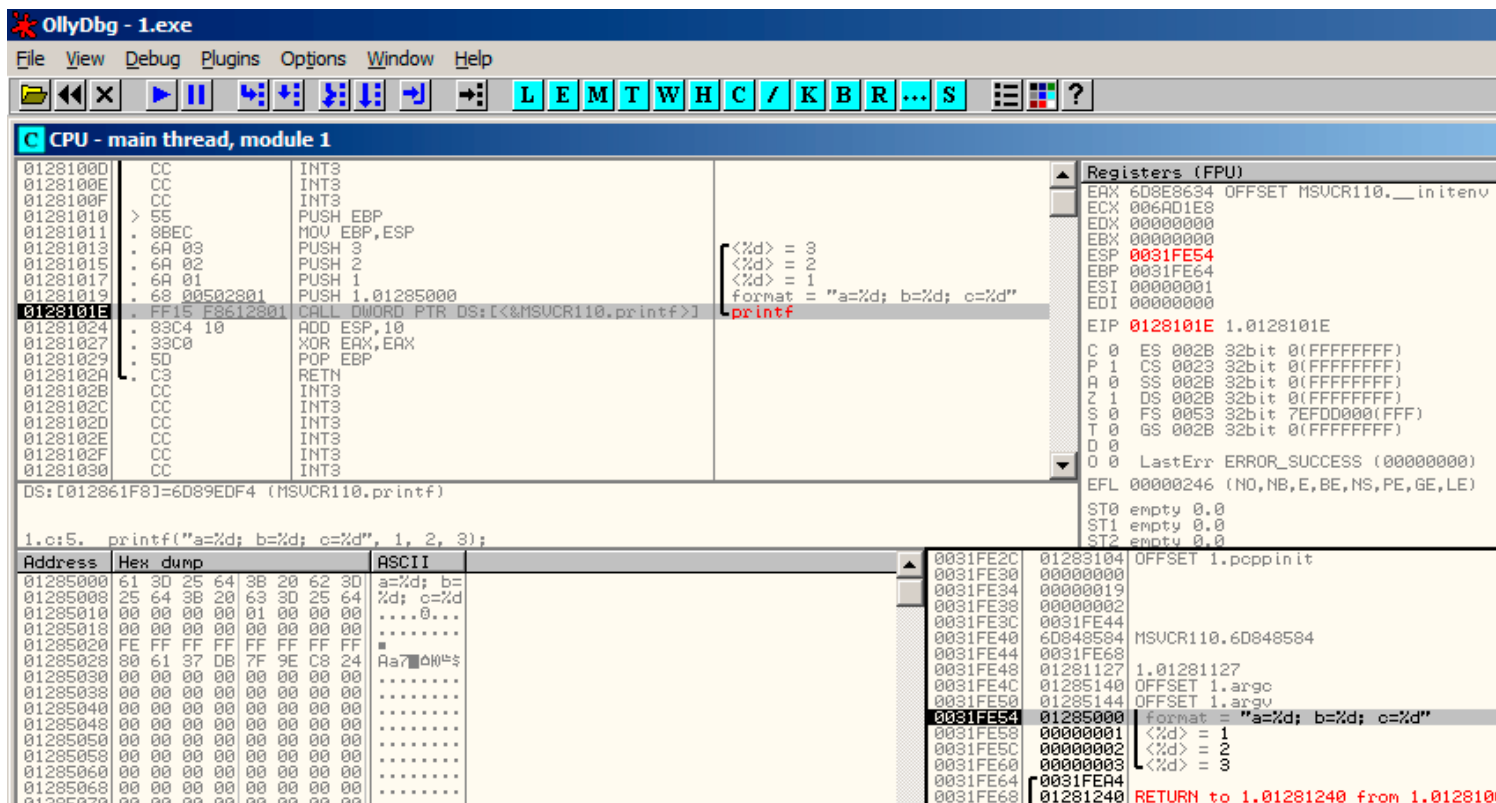 OllyDbg - 1.exe
File View Debug Plugins Options Window Help
L E M T W H C / K B R ... S ?
C CPU - main thread, module 1
0128100D CC INT3
0128100E CC INT3
0128100F CC INT3
01281010 > 55 PUSH EBP
01281011 . 8BEC MOV EBP,ESP
01281013 . 6A 03 PUSH 3 <%d> = 3
01281015 . 6A 02 PUSH 2 <%d> = 2
01281017 . 6A 01 PUSH 1 <%d> = 1
01281019 . 68 00502801 PUSH 1.01285000 format = "a=%d; b=%d; c=%d"
0128101E . FF15 F8612801 CALL DWORD PTR DS:[<&MSVCR110.printf>] printf
01281024 . 83C4 10 ADD ESP,10
01281027 . 33C0 XOR EAX,EAX
01281029 . 5D POP EBP
0128102A . C3 RETN
0128102B CC INT3
0128102C CC INT3
0128102D CC INT3
0128102E CC INT3
0128102F CC INT3
01281030 CC INT3
DS:[012861F8]=6D89EDF4 (MSVCR110.printf)
1.c:5. printf("a=%d; b=%d; c=%d", 1, 2, 3);
Registers (FPU)
EAX 6D8E8634 OFFSET MSVCR110.__initenv
ECX 006AD1E8
EDX 00000000
EBX 00000000
ESP 0031FE54
EBP 0031FE64
ESI 00000001
EDI 00000000
EIP 0128101E 1.0128101E
C 0 ES 002B 32bit 0(FFFFFFFF)
P 1 CS 0023 32bit 0(FFFFFFFF)
A 0 SS 002B 32bit 0(FFFFFFFF)
Z 1 DS 002B 32bit 0(FFFFFFFF)
S 0 FS 0053 32bit 7EFDD000(FFF)
T 0 GS 002B 32bit 0(FFFFFFFF)
D 0
O 0 LastErr ERROR_SUCCESS (00000000)
EFL 00000246 (NO,NB,E,BE,NS,PE,GE,LE)
ST0 empty 0.0
ST1 empty 0.0
ST2 empty 0.0
Address Hex dump ASCII
01285000 61 3D 25 64 3B 20 62 3D a=%d; b=
01285008 25 64 3B 20 63 3D 25 64 %d; c=%d
01285010 00 00 00 00 01 00 00 00 ....0...
01285018 00 00 00 00 00 00 00 00 ........
01285020 FE FF FF FF FF FF FF FF
01285028 80 61 37 DB 7F 9E C8 24
01285030 00 00 00 00 00 00 00 00 ........
01285038 00 00 00 00 00 00 00 00 ........
01285040 00 00 00 00 00 00 00 00 ........
01285048 00 00 00 00 00 00 00 00 ........
01285050 00 00 00 00 00 00 00 00 ........
01285058 00 00 00 00 00 00 00 00 ........
01285060 00 00 00 00 00 00 00 00 ........
01285068 00 00 00 00 00 00 00 00 ........
0031FE2C 01283104 OFFSET 1.pcppinit
0031FE30 00000000
0031FE34 00000019
0031FE38 00000002
0031FE3C 0031FE44
0031FE40 6D848584 MSVCR110.6D848584
0031FE44 0031FE68
0031FE48 01281127 1.01281127
0031FE4C 01285140 OFFSET 1.argc
0031FE50 01285144 OFFSET 1.argv
0031FE54 01285000 format = "a=%d; b=%d; c=%d"
0031FE58 00000001 <%d> = 1
0031FE5C 00000002 <%d> = 2
0031FE60 00000003 <%d> = 3
0031FE64 0031FEA4
0031FE68 01281240 RETURN to 1.01281240 from 1.0128100